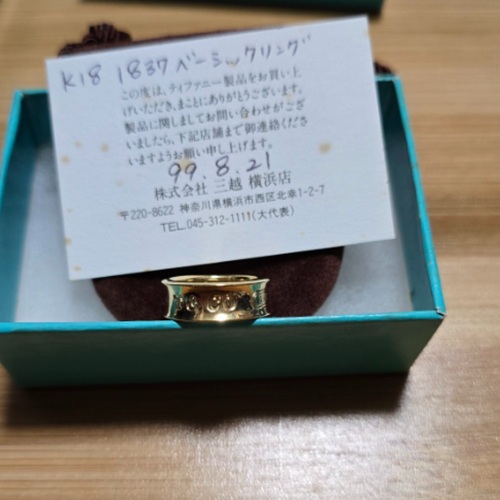 K18 1837ベーシックリング
この度は、ティファニー製品をお買い上
げいただき、まことにありがとうございます。
製品に関しましてお問い合わせがござ
いましたら、下記店舗まで御連絡くださ
いますようお願い申し上げます。
99.8.21
株式会社 三越 横浜店
〒220-8622 神奈川県横浜市西区北幸1-2-7
TEL.045-312-1111(大代表)
& CO